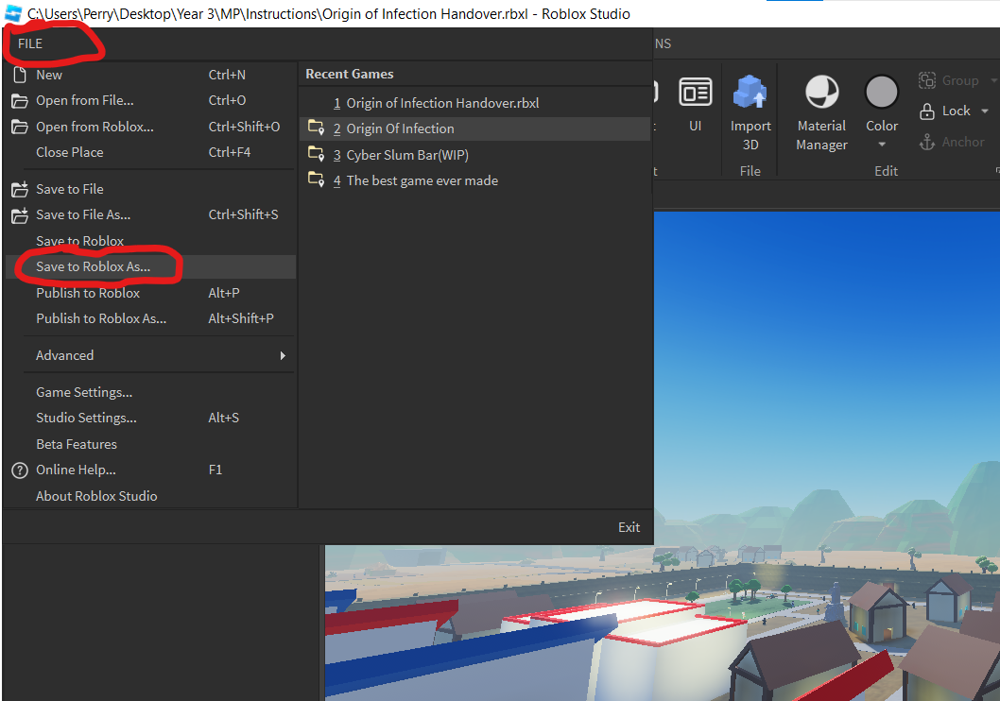 C:\Users\Perry\Desktop\Year 3\MP\Instructions\Origin of Infection Handover.rbxl - Roblox Studio
FILE
NS
New Ctrl+N
Open from File... Ctrl+O
Open from Roblox... Ctrl+Shift+O
Close Place Ctrl+F4
Save to File
Save to File As... Ctrl+Shift+S
Save to Roblox
Save to Roblox As...
Publish to Roblox Alt+P
Publish to Roblox As... Alt+Shift+P
Advanced
Game Settings...
Studio Settings... Alt+S
Beta Features
Online Help... F1
About Roblox Studio
Recent Games
1 Origin of Infection Handover.rbxl
2 Origin Of Infection
3 Cyber Slum Bar(WIP)
4 The best game ever made
Exit
UI
Import
3D
File
Material
Manager
Color
Group
Lock
Anchor
Edit